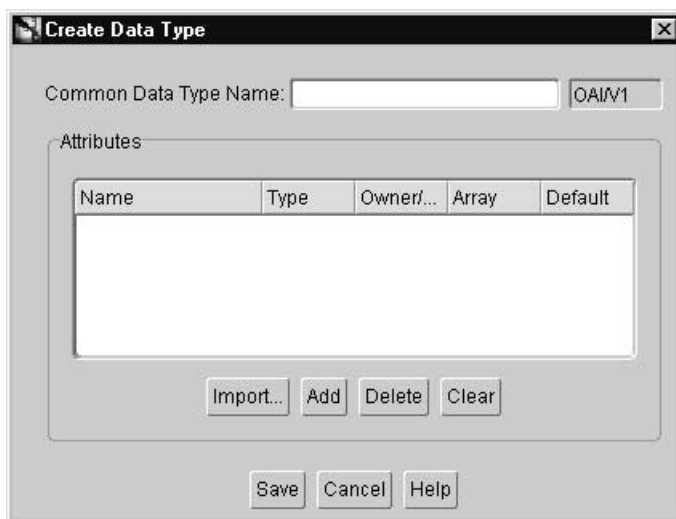 Create Data Type
Common Data Type Name: OAI/V1
Attributes
Name Type Owner/... Array Default
Import... Add Delete Clear
Save Cancel Help